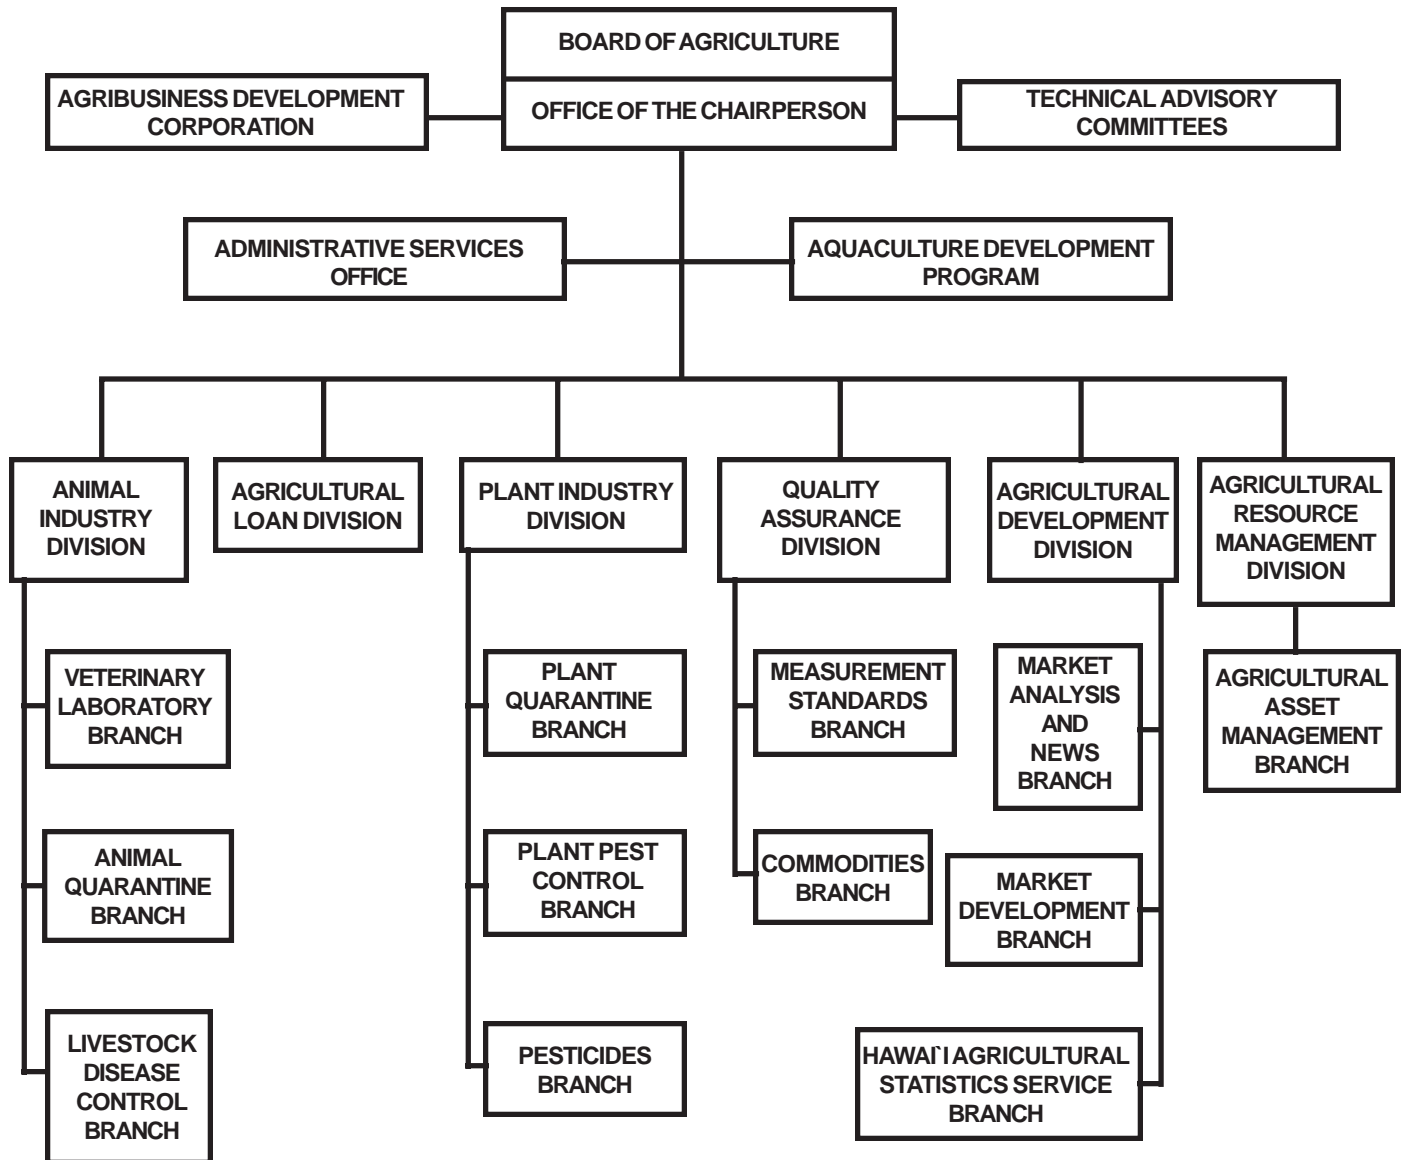 BOARD OF AGRICULTURE
AGRIBUSINESS DEVELOPMENT
CORPORATION
OFFICE OF THE CHAIRPERSON
TECHNICAL ADVISORY
COMMITTEES
ADMINISTRATIVE SERVICES
OFFICE
AQUACULTURE DEVELOPMENT
PROGRAM
ANIMAL
INDUSTRY
DIVISION
AGRICULTURAL
LOAN DIVISION
PLANT INDUSTRY
DIVISION
QUALITY
ASSURANCE
DIVISION
AGRICULTURAL
DEVELOPMENT
DIVISION
AGRICULTURAL
RESOURCE
MANAGEMENT
DIVISION
VETERINARY
LABORATORY
BRANCH
PLANT
QUARANTINE
BRANCH
MEASUREMENT
STANDARDS
BRANCH
MARKET
ANALYSIS
AND
NEWS
BRANCH
AGRICULTURAL
ASSET
MANAGEMENT
BRANCH
ANIMAL
QUARANTINE
BRANCH
PLANT PEST
CONTROL
BRANCH
COMMODITIES
BRANCH
MARKET
DEVELOPMENT
BRANCH
LIVESTOCK
DISEASE
CONTROL
BRANCH
PESTICIDES
BRANCH
HAWAI`I AGRICULTURAL
STATISTICS SERVICE
BRANCH